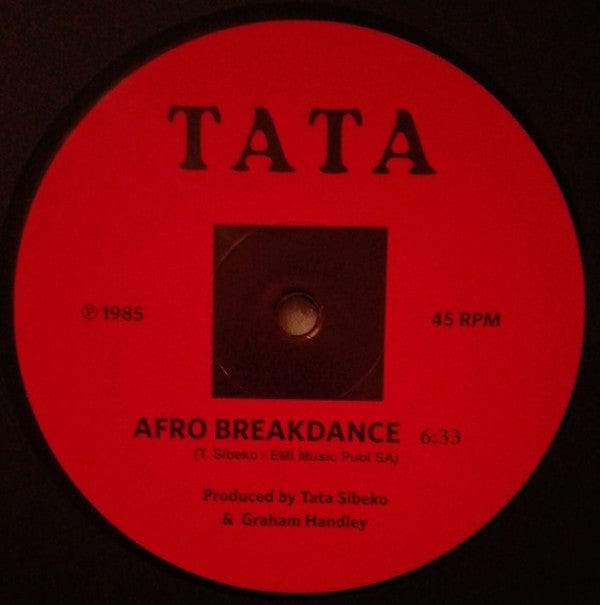 TATA
℗ 1985
45 RPM
AFRO BREAKDANCE 6:33
(T. Sibeko / EMI Music Publ SA)
Produced by Tata Sibeko
& Graham Handley